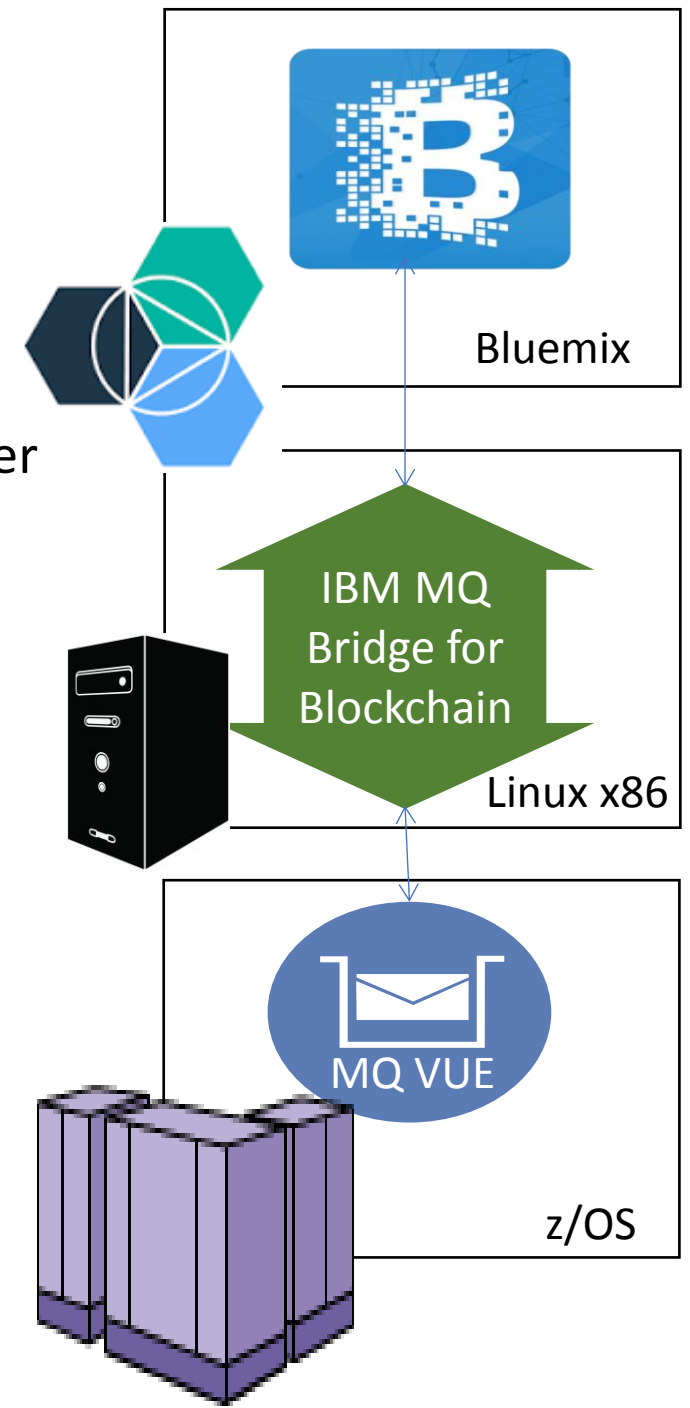 Bluemix
er
IBM MQ
Bridge for
Blockchain
Linux x86
MQ VUE
z/OS